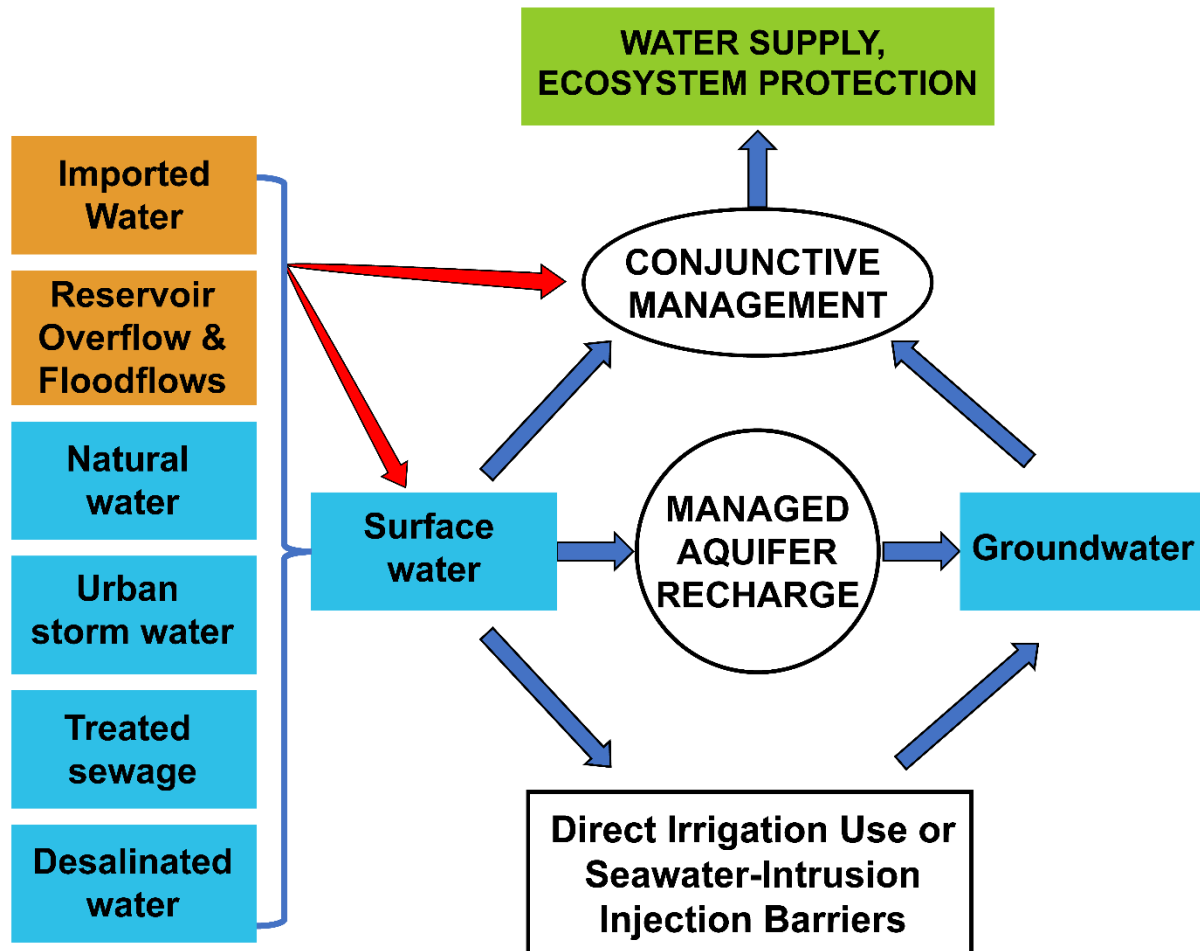 WATER SUPPLY,
ECOSYSTEM PROTECTION
Imported
Water
Reservoir
Overflow &
Floodflows
Natural
water
Urban
storm water
Treated
sewage
Desalinated
water
CONJUNCTIVE
MANAGEMENT
Surface
water
MANAGED
AQUIFER
RECHARGE
Groundwater
Direct Irrigation Use or
Seawater-Intrusion
Injection Barriers